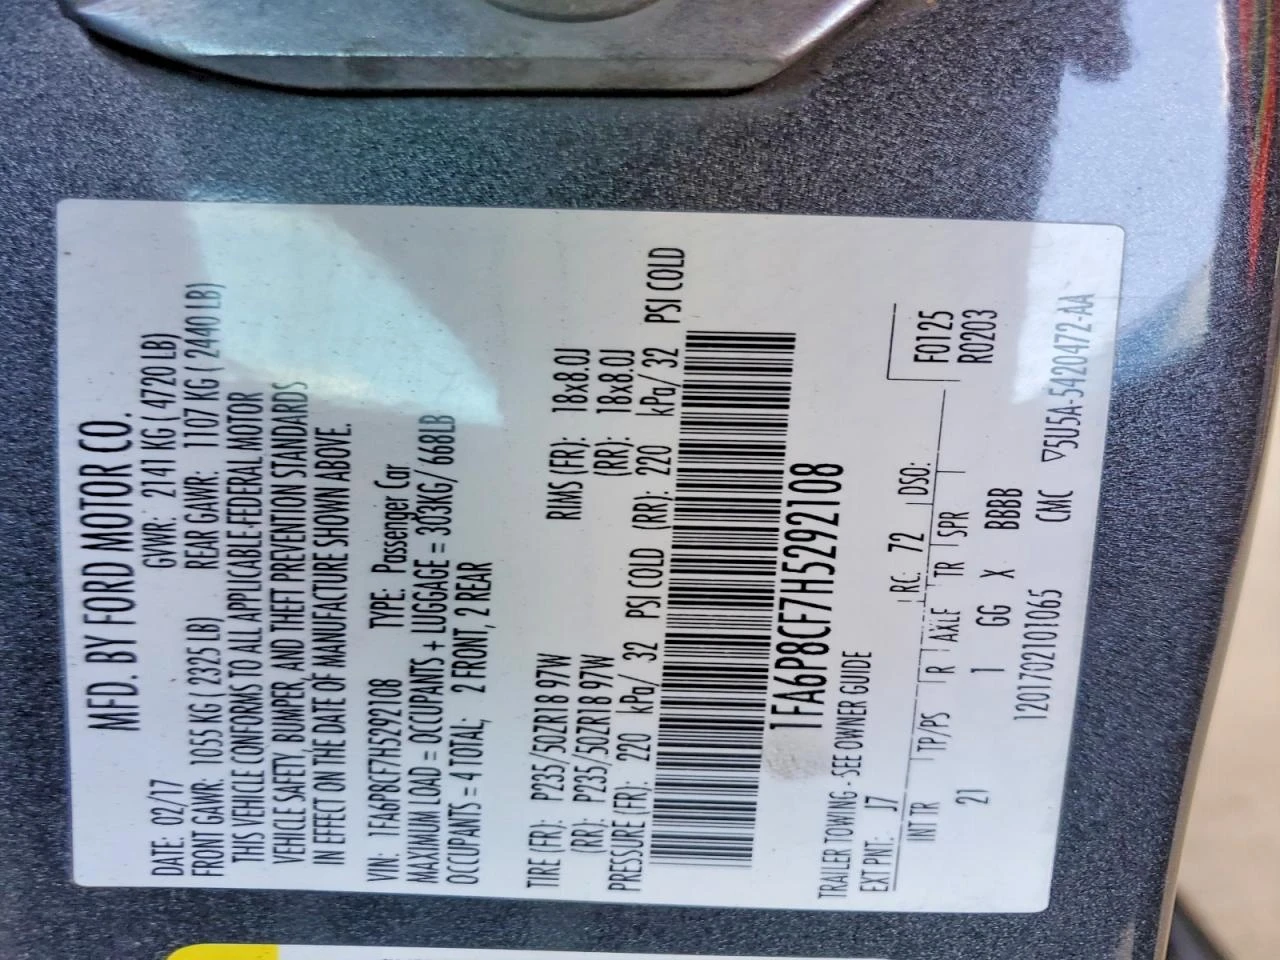 MFD. BY FORD MOTOR CO.
DATE: 02/17 GVWR: 2141 KG ( 4720 LB)
FRONT GAWR: 1055 KG ( 2325 LB) REAR GAWR: 1107 KG ( 2440 LB)
THIS VEHICLE CONFORMS TO ALL APPLICABLE FEDERAL MOTOR
VEHICLE SAFETY, BUMPER, AND THEFT PREVENTION STANDARDS
IN EFFECT ON THE DATE OF MANUFACTURE SHOWN ABOVE.
VIN: 1FA6P8CF7H5292108 TYPE: Passenger Car
MAXIMUM LOAD = OCCUPANTS + LUGGAGE = 303KG/ 668LB
OCCUPANTS = 4 TOTAL; 2 FRONT, 2 REAR
TIRE (FR): P235/50ZR18 97W RIMS (FR): 18x8.0J
(RR): P235/50ZR18 97W (RR): 18x8.0J
PRESSURE (FR): 220 kPa/ 32 PSI COLD (RR): 220 kPa/ 32 PSI COLD
1FA6P8CF7H5292108
TRAILER TOWING - SEE OWNER GUIDE
EXT PNT: J7 RC: 72 DSO: F0125
INT TR TP/PS R AXLE TR SPR R0203
21 1 GG X BBBB
1201702101065 CMC ▽5U5A-5420472-AA